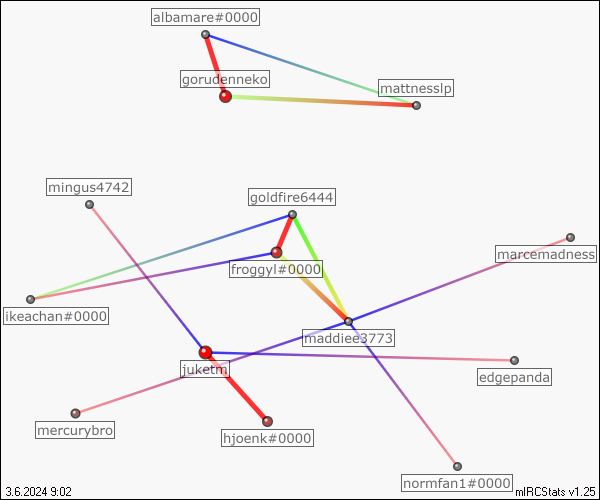 albamare#0000
gorudenneko
mattnesslp
mingus4742
goldfire6444
marcemadness
froggyl#0000
ikeachan#0000
maddiee3773
juketm
edgepanda
mercurybro
hjoenk#0000
normfan1#0000
3.6.2024 9:02
mIRCStats v1.25